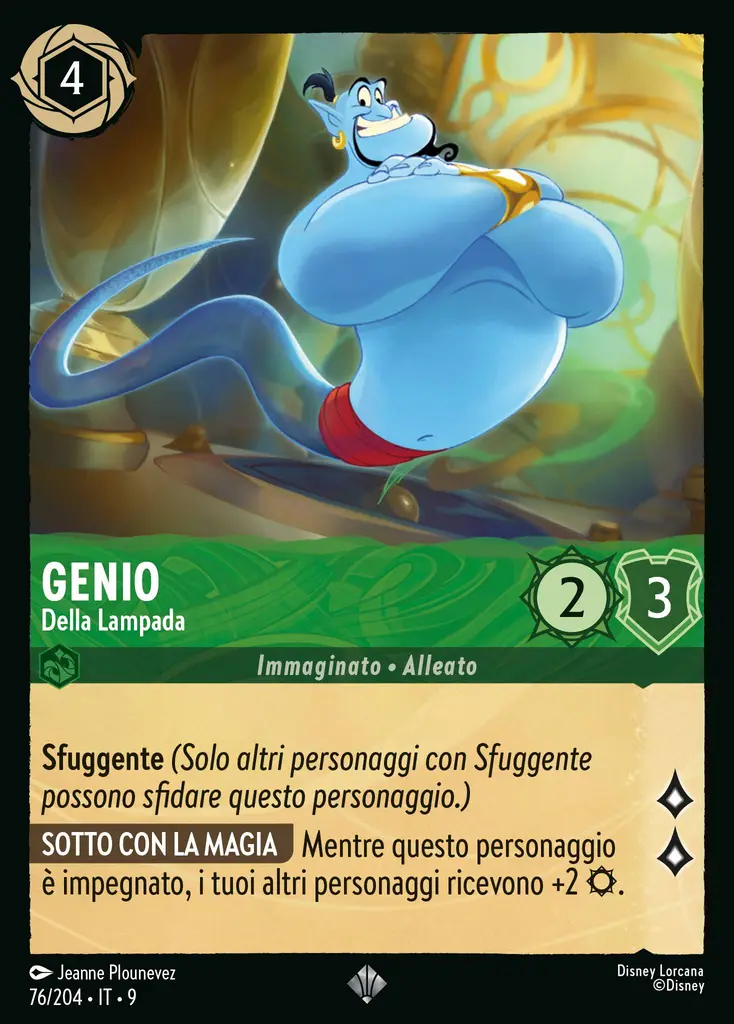 4
GENIO
Della Lampada
2
3
Immaginato • Alleato
Sfuggente (Solo altri personaggi con Sfuggente
possono sfidare questo personaggio.)
SOTTO CON LA MAGIA Mentre questo personaggio
è impegnato, i tuoi altri personaggi ricevono +2 .
Jeanne Plounevez
76/204 • IT • 9
Disney Lorcana
©Disney